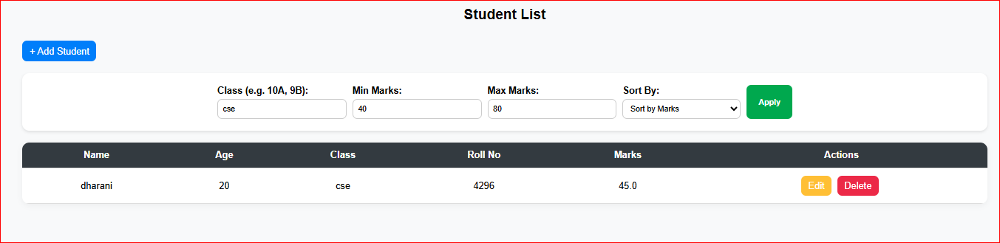 Student List
+ Add Student
Class (e.g. 10A, 9B): Min Marks: Max Marks: Sort By:
cse 40 80 Sort by Marks Apply
Name Age Class Roll No Marks Actions
dharani 20 cse 4296 45.0 Edit Delete